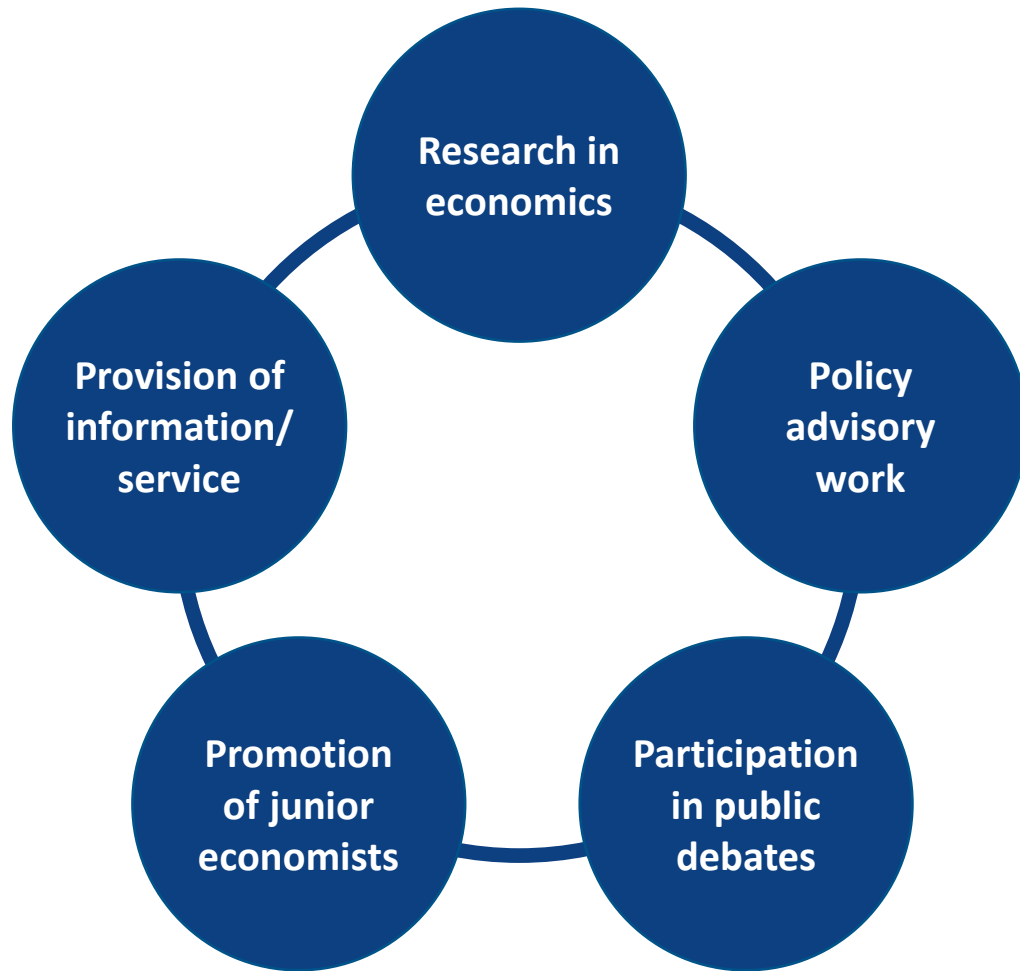 Research in
economics
Policy
advisory
work
Participation
in public
debates
Promotion
of junior
economists
Provision of
information/
service